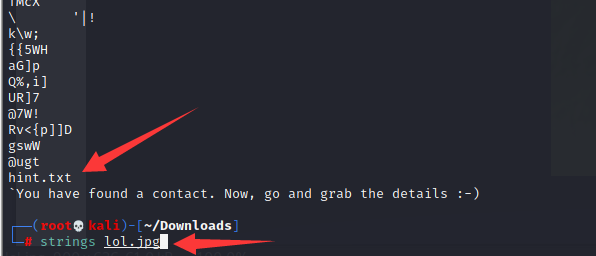 \ '|!
k\w;
{{5WH
aG]p
Q%,i]
UR]7
@7W!
Rv<{p]]D
gswW
@ugt
hint.txt
`You have found a contact. Now, go and grab the details :-)
┌──(root💀kali)-[~/Downloads]
└─# strings lol.jpg